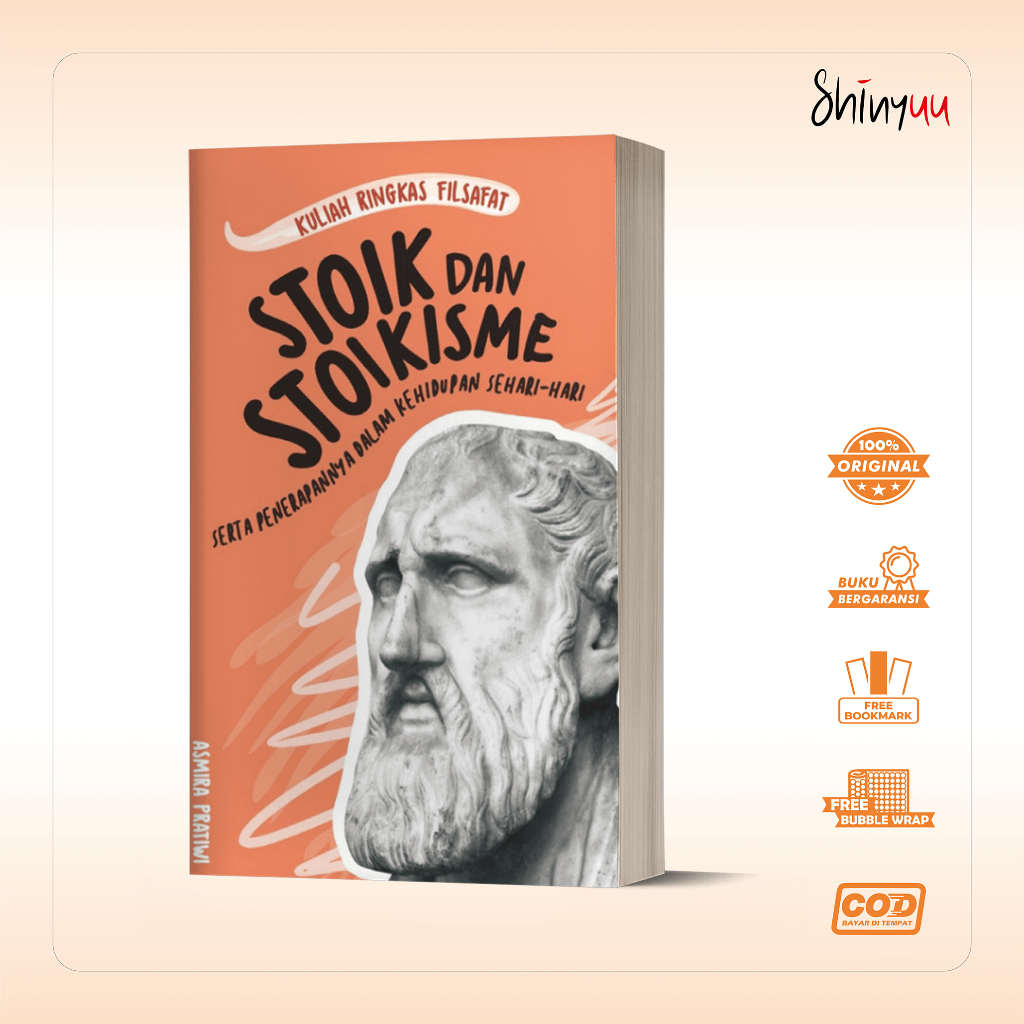 Shinyuu
KULIAH RINGKAS FILSAFAT
STOIK DAN
STOIKISME
SERTA PENERAPANNYA DALAM KEHIDUPAN SEHARI-HARI
ASMIRA PRATIWI
100%
ORIGINAL
BUKU
BERGARANSI
FREE
BOOKMARK
FREE
BUBBLE WRAP
COD
BAYAR DI TEMPAT